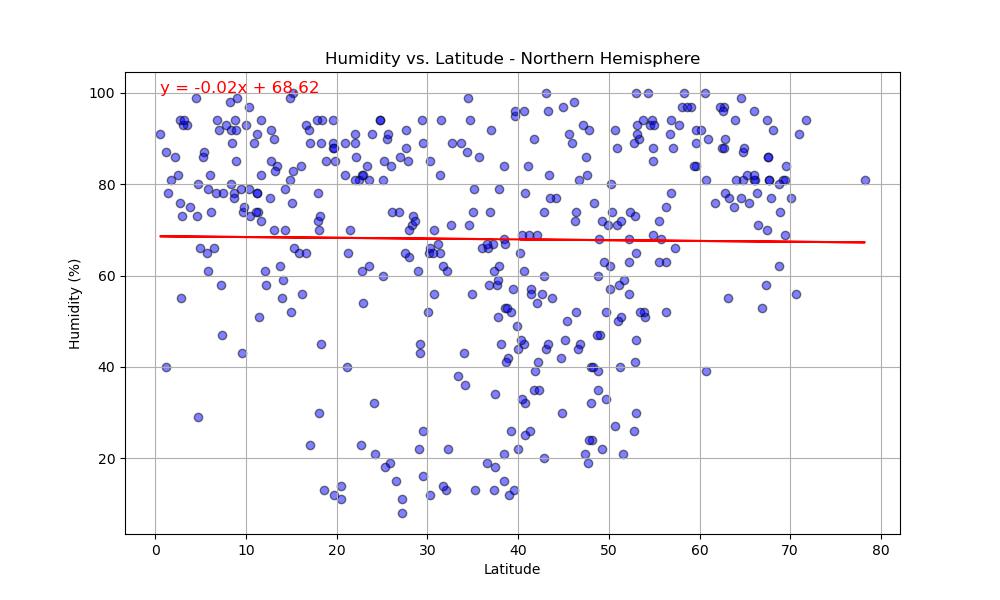 Humidity vs. Latitude - Northern Hemisphere
y = -0.02x + 68.62
100
80
60
40
20
Humidity (%)
0 10 20 30 40 50 60 70 80
Latitude